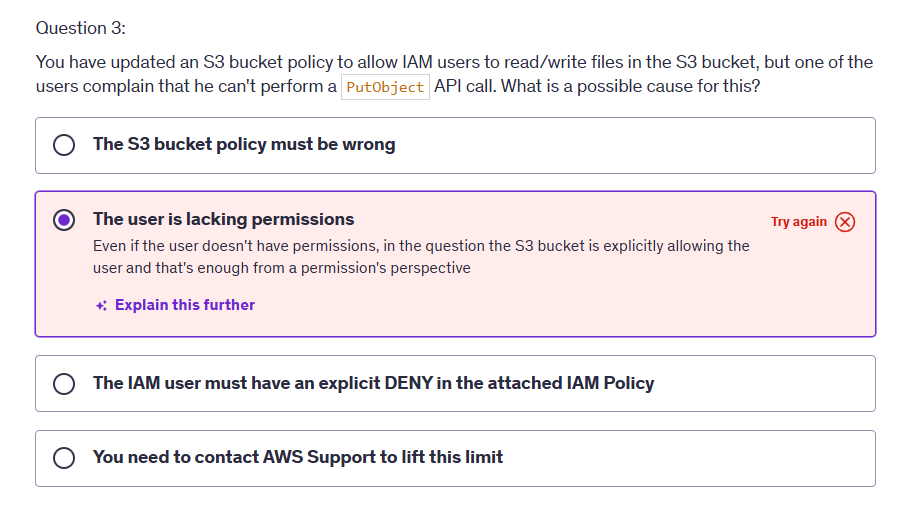 Question 3:
You have updated an S3 bucket policy to allow IAM users to read/write files in the S3 bucket, but one of the
users complain that he can't perform a PutObject API call. What is a possible cause for this?
The S3 bucket policy must be wrong
The user is lacking permissions
Try again
Even if the user doesn't have permissions, in the question the S3 bucket is explicitly allowing the
user and that's enough from a permission's perspective
Explain this further
The IAM user must have an explicit DENY in the attached IAM Policy
You need to contact AWS Support to lift this limit